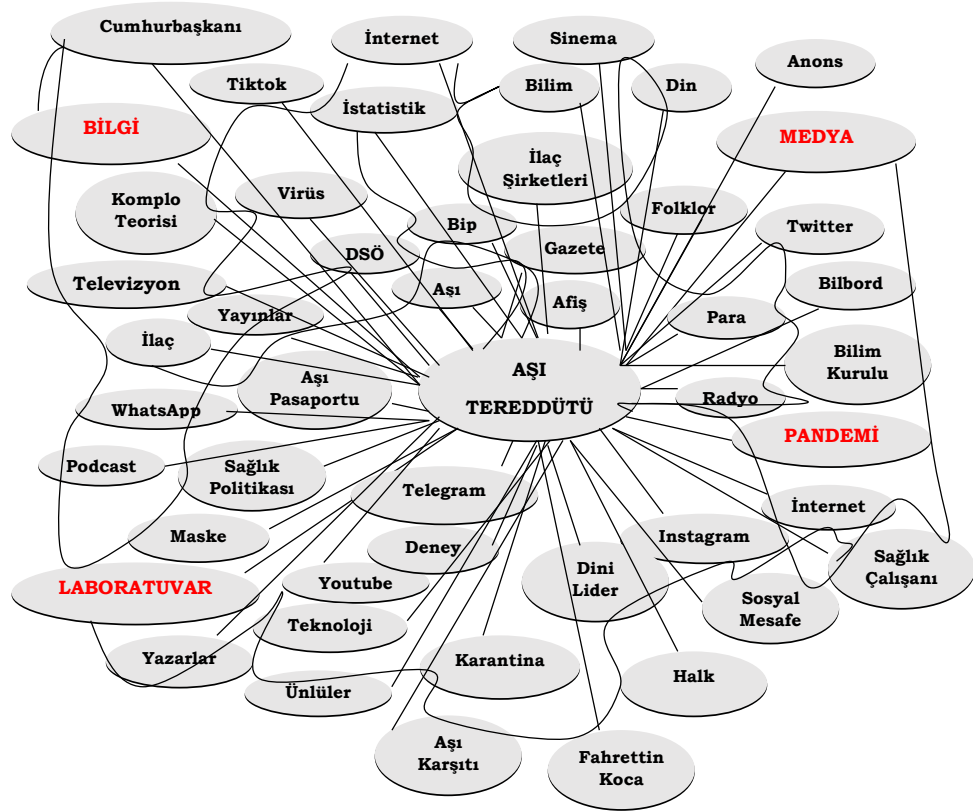 Cumhurbaşkanı
İnternet
Sinema
Anons
Tiktok
İstatistik
Bilim
Din
BİLGİ
MEDYA
İlaç
Şirketleri
Komplo
Teorisi
Virüs
Bip
Folklor
Twitter
DSÖ
Gazete
Televizyon
Aşı
Afiş
Bilbord
Yayınlar
Para
İlaç
AŞI
TEREDDÜTÜ
Bilim
Kurulu
Aşı
Pasaportu
Radyo
WhatsApp
PANDEMİ
Podcast
Sağlık
Politikası
Telegram
İnternet
Maske
Deney
Instagram
Sağlık
Çalışanı
LABORATUVAR
Youtube
Dini
Lider
Sosyal
Mesafe
Teknoloji
Yazarlar
Karantina
Halk
Ünlüler
Aşı
Karşıtı
Fahrettin
Koca